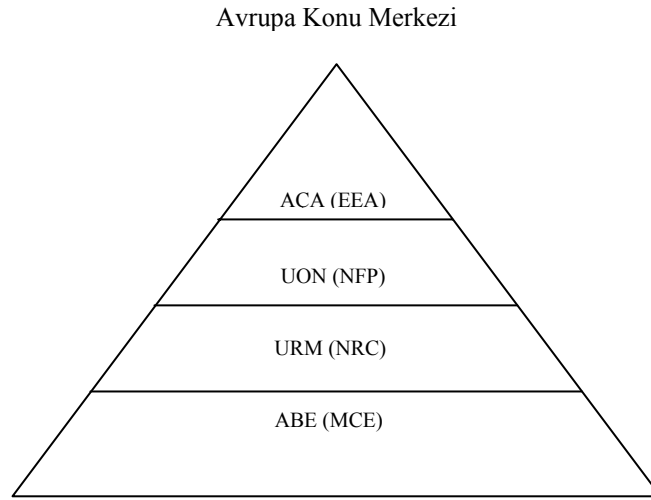 Avrupa Konu Merkezi
ACA (EEA)
UON (NFP)
URM (NRC)
ABE (MCE)